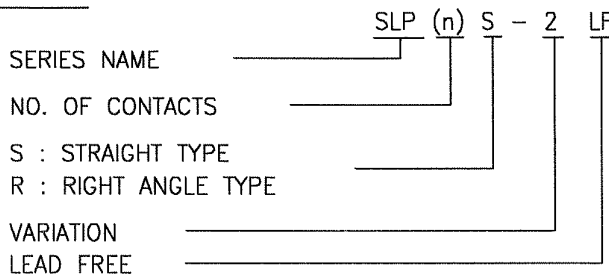 SLP (n) S - 2 LF
SERIES NAME
NO. OF CONTACTS
S : STRAIGHT TYPE
R : RIGHT ANGLE TYPE
VARIATION
LEAD FREE